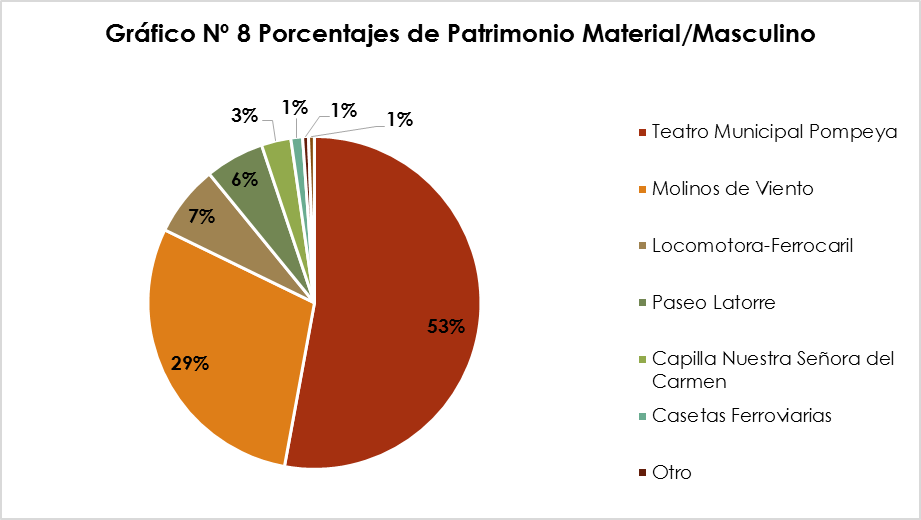 Gráfico Nº 8 Porcentajes de Patrimonio Material/Masculino
3%
1%
1%
1%
6%
7%
29%
53%
Teatro Municipal Pompeya
Molinos de Viento
Locomotora-Ferrocaril
Paseo Latorre
Capilla Nuestra Señora del
Carmen
Casetas Ferroviarias
Otro